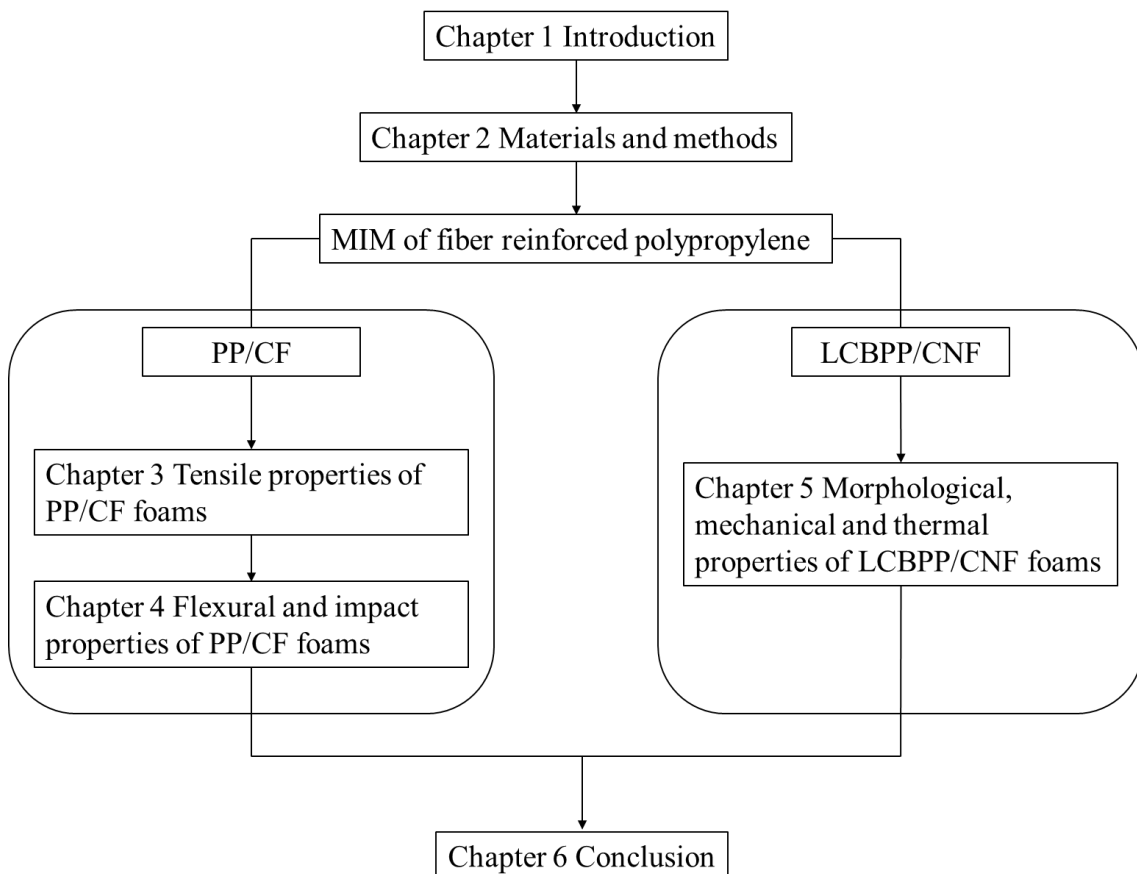 Chapter 1 Introduction
Chapter 2 Materials and methods
MIM of fiber reinforced polypropylene
PP/CF
Chapter 3 Tensile properties of
PP/CF foams
Chapter 4 Flexural and impact
properties of PP/CF foams
LCBPP/CNF
Chapter 5 Morphological,
mechanical and thermal
properties of LCBPP/CNF foams
Chapter 6 Conclusion